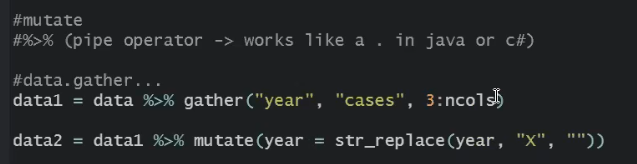 #mutate
#%>% (pipe operator -> works like a . in java or c#)
#data.gather...
data1 = data %>% gather("year", "cases", 3:ncols)
data2 = data1 %>% mutate(year = str_replace(year, "X", ""))